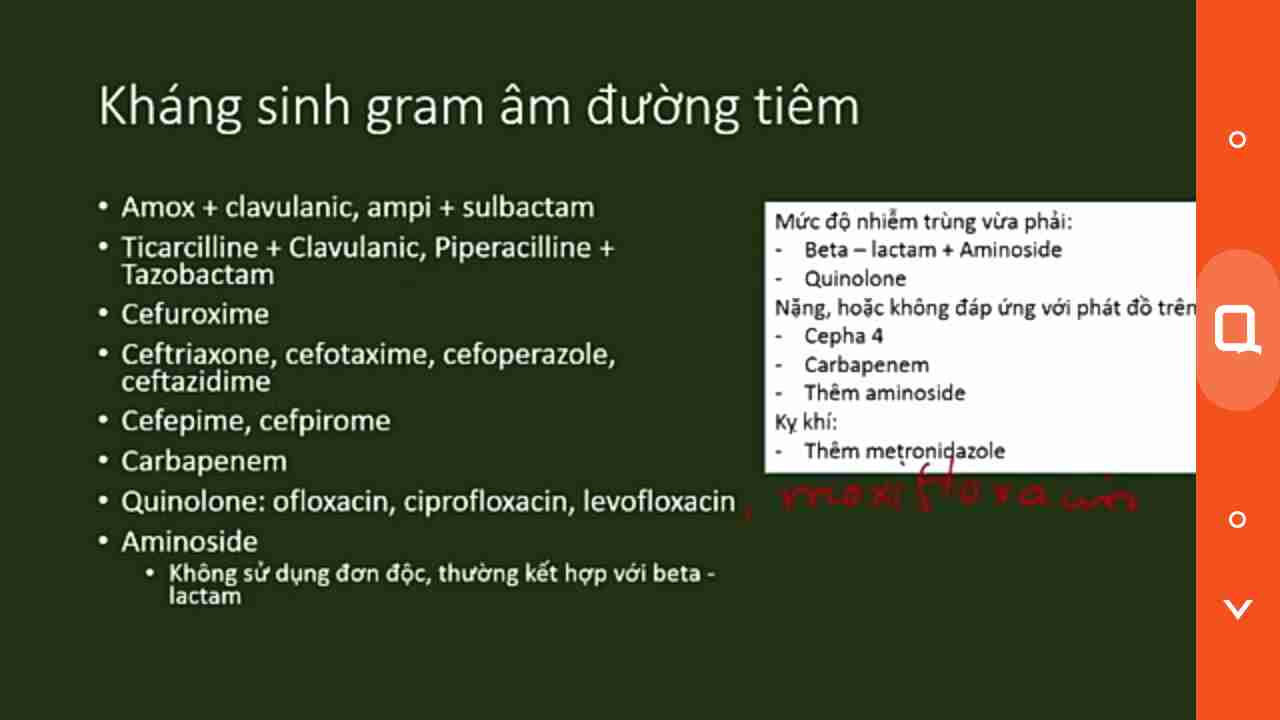 Kháng sinh gram âm đường tiêm
• Amox + clavulanic, ampi + sulbactam
• Ticarcilline + Clavulanic, Piperacilline +
Tazobactam
• Cefuroxime
• Ceftriaxone, cefotaxime, cefoperazole,
ceftazidime
• Cefepime, cefpirome
• Carbapenem
• Quinolone: ofloxacin, ciprofloxacin, levofloxacin, moxifloxacin
• Aminoside
• Không sử dụng đơn độc, thường kết hợp với beta -
lactam
Mức độ nhiễm trùng vừa phải:
- Beta – lactam + Aminoside
- Quinolone
Nặng, hoặc không đáp ứng với phát đồ trên
- Cepha 4
- Carbapenem
- Thêm aminoside
Kỵ khí:
- Thêm metronidazole